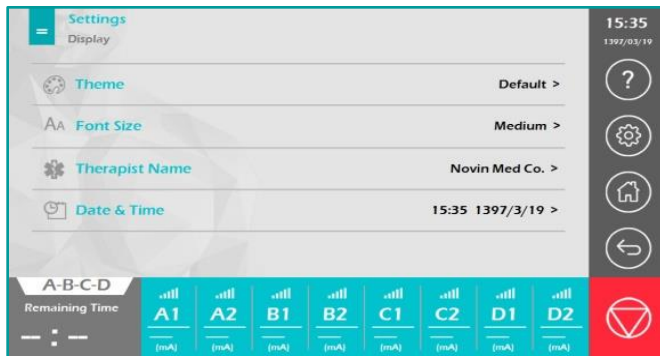 Settings
Display
Theme
Default >
AA Font Size
Medium >
Therapist Name
Novin Med Co. >
Date & Time
15:35 1397/3/19 >
15:35
1397/03/19
?
A-B-C-D
Remaining Time
-- : --
A1 A2 B1 B2 C1 C2 D1 D2
(mA) (mA) (mA) (mA) (mA) (mA) (mA) (mA)